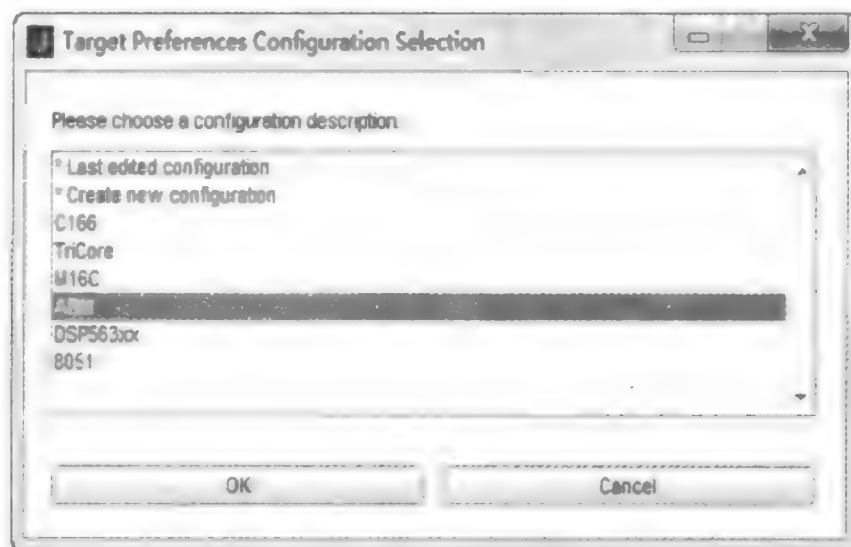 Target Preferences Configuration Selection
Please choose a configuration description.
* Last edited configuration
* Create new configuration
C166
TriCore
M16C
DSP563xx
8051
OK
Cancel